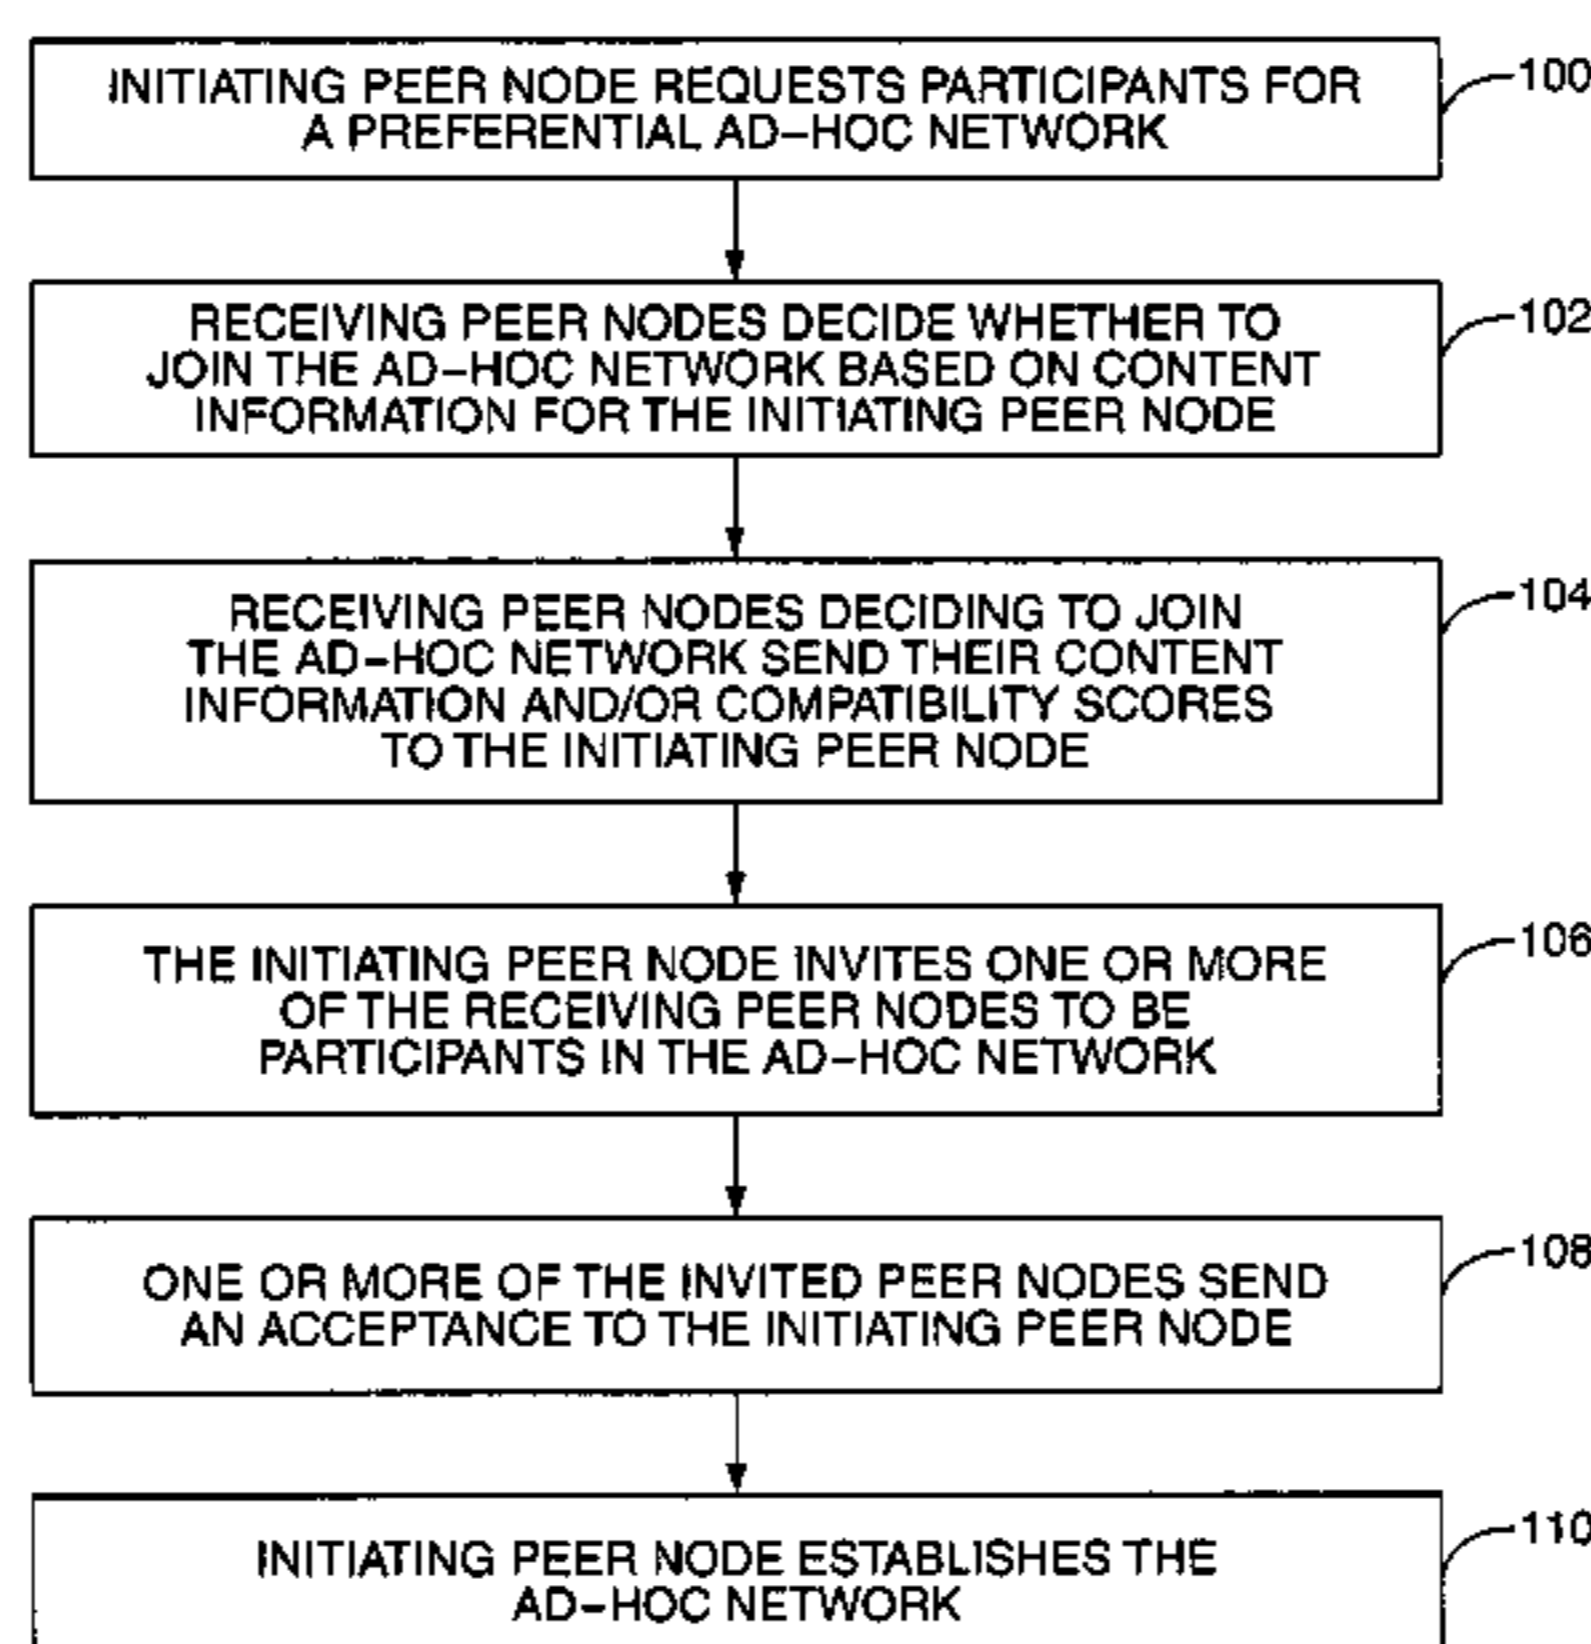 INITIATING PEER NODE REQUESTS PARTICIPANTS FOR
A PREFERENTIAL AD-HOC NETWORK
100
RECEIVING PEER NODES DECIDE WHETHER TO
JOIN THE AD-HOC NETWORK BASED ON CONTENT
INFORMATION FOR THE INITIATING PEER NODE
102
RECEIVING PEER NODES DECIDING TO JOIN
THE AD-HOC NETWORK SEND THEIR CONTENT
INFORMATION AND/OR COMPATIBILITY SCORES
TO THE INITIATING PEER NODE
104
THE INITIATING PEER NODE INVITES ONE OR MORE
OF THE RECEIVING PEER NODES TO BE
PARTICIPANTS IN THE AD-HOC NETWORK
106
ONE OR MORE OF THE INVITED PEER NODES SEND
AN ACCEPTANCE TO THE INITIATING PEER NODE
108
INITIATING PEER NODE ESTABLISHES THE
AD-HOC NETWORK
110